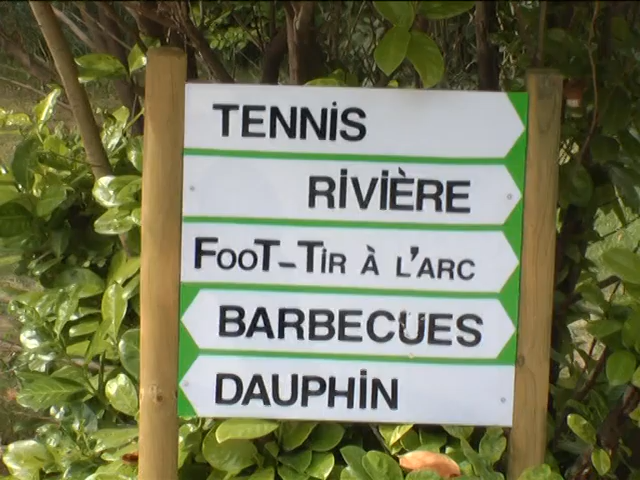 TENNiS
RiViÈRE
FooT-TiR À L'ARC
BARBECUES
DAUPHiN